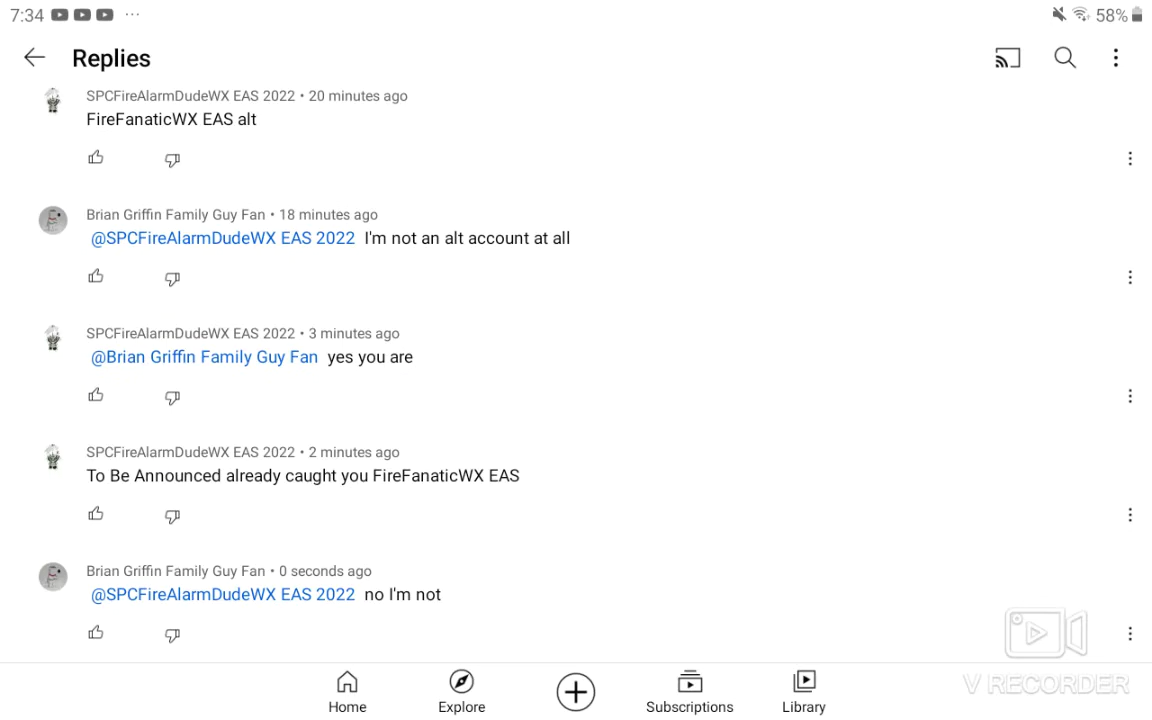 7:34 58%
Replies
SPCFireAlarmDudeWX EAS 2022 • 20 minutes ago
FireFanaticWX EAS alt
Brian Griffin Family Guy Fan • 18 minutes ago
@SPCFireAlarmDudeWX EAS 2022 I'm not an alt account at all
SPCFireAlarmDudeWX EAS 2022 • 3 minutes ago
@Brian Griffin Family Guy Fan yes you are
SPCFireAlarmDudeWX EAS 2022 • 2 minutes ago
To Be Announced already caught you FireFanaticWX EAS
Brian Griffin Family Guy Fan • 0 seconds ago
@SPCFireAlarmDudeWX EAS 2022 no I'm not
V RECORDER
Home Explore Subscriptions Library